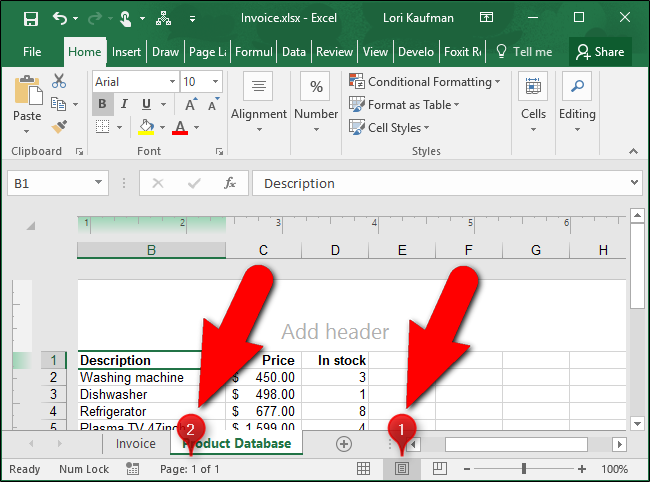 Invoice.xlsx - Excel Lori Kaufman
File Home Insert Draw Page La Formul Data Review View Develo Foxit Re Tell me Share
Arial 10
Paste B I U A A Alignment Number Conditional Formatting
Format as Table Cells Editing
A Cell Styles
Clipboard Font Styles
B1 fx Description
1 2 3 4 5 6
B C D E F G H
Add header
1 Description Price In stock
2 Washing machine $ 450.00 3
3 Dishwasher $ 498.00 1
4 Refrigerator $ 677.00 8
5 Plasma TV 47inch $ 1,599.00 4
2 1
Invoice Product Database
Ready Num Lock Page: 1 of 1 100%